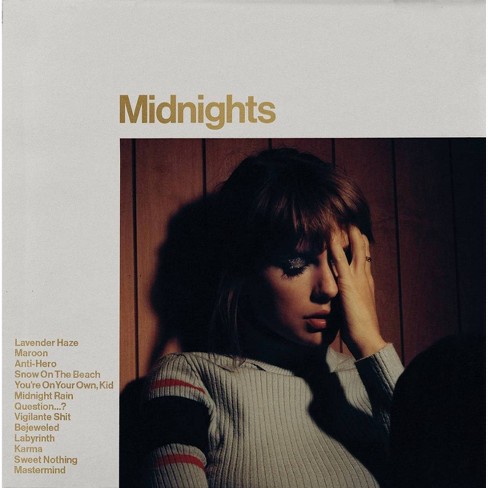 Midnights
Lavender Haze
Maroon
Anti-Hero
Snow On The Beach
You're On Your Own, Kid
Midnight Rain
Question...?
Vigilante Shit
Bejeweled
Labyrinth
Karma
Sweet Nothing
Mastermind